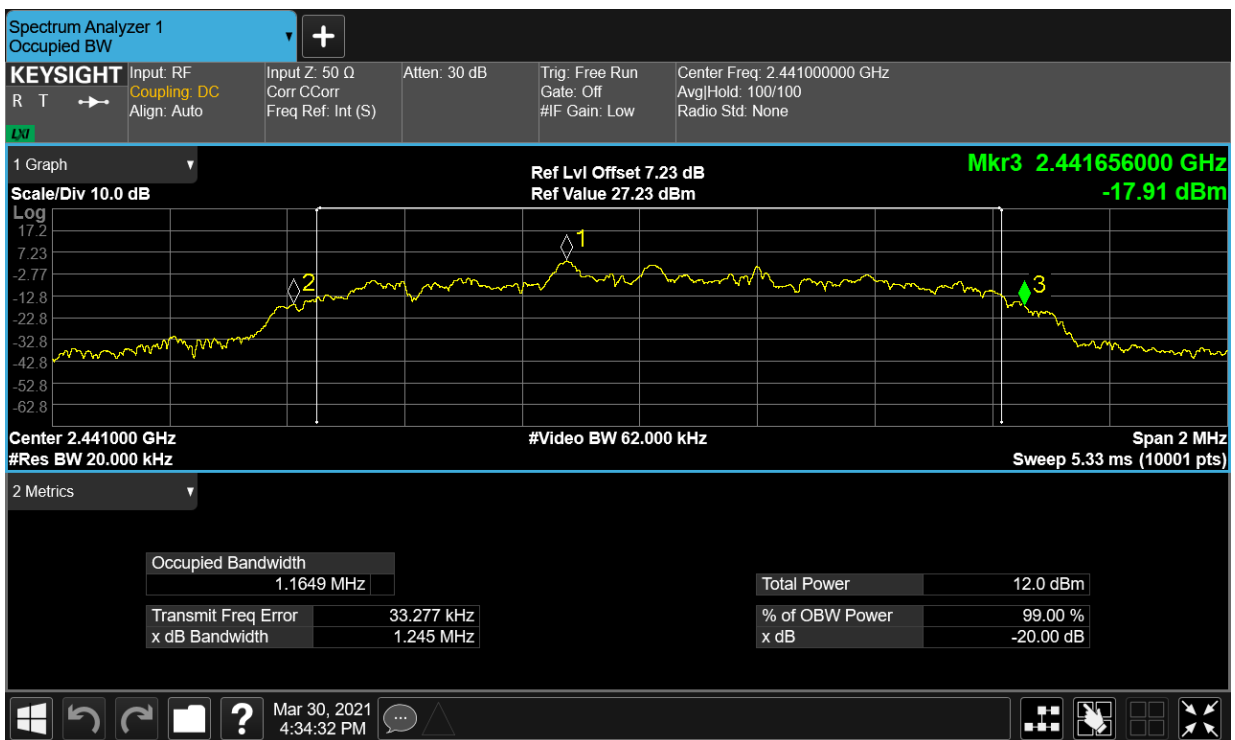 Spectrum Analyzer 1
Occupied BW
▼
+
KEYSIGHT
R T
LXI
Input: RF
Coupling: DC
Align: Auto
Input Z: 50 Ω
Corr CCorr
Freq Ref: Int (S)
Atten: 30 dB
Trig: Free Run
Gate: Off
#IF Gain: Low
Center Freq: 2.441000000 GHz
Avg|Hold: 100/100
Radio Std: None
1 Graph ▼
Scale/Div 10.0 dB
Ref Lvl Offset 7.23 dB
Ref Value 27.23 dBm
Mkr3 2.441656000 GHz
-17.91 dBm
Log
17.2
7.23
-2.77
-12.8
-22.8
-32.8
-42.8
-52.8
-62.8
1
2
3
Center 2.441000 GHz
#Res BW 20.000 kHz
#Video BW 62.000 kHz
Span 2 MHz
Sweep 5.33 ms (10001 pts)
2 Metrics ▼
Occupied Bandwidth
1.1649 MHz
Transmit Freq Error 33.277 kHz
x dB Bandwidth 1.245 MHz
Total Power 12.0 dBm
% of OBW Power 99.00 %
x dB -20.00 dB
?
Mar 30, 2021
4:34:32 PM